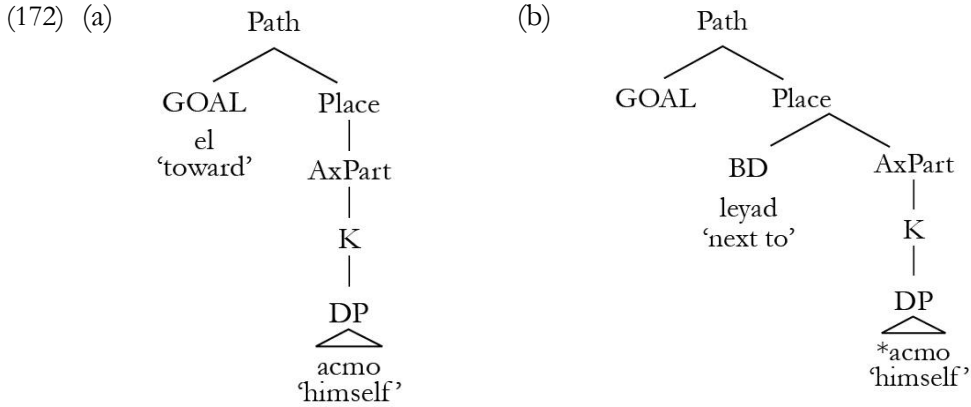 (172) (a) Path (b) Path
GOAL Place GOAL Place
el
'toward' AxPart BD AxPart
leyad
K 'next to' K
DP DP
acmo *acmo
'himself' 'himself'